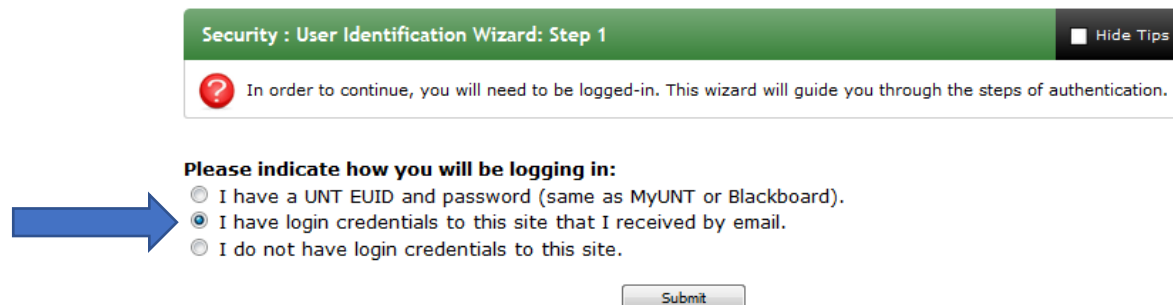 Security : User Identification Wizard: Step 1
Hide Tips
In order to continue, you will need to be logged-in. This wizard will guide you through the steps of authentication.
Please indicate how you will be logging in:
I have a UNT EUID and password (same as MyUNT or Blackboard).
I have login credentials to this site that I received by email.
I do not have login credentials to this site.
Submit